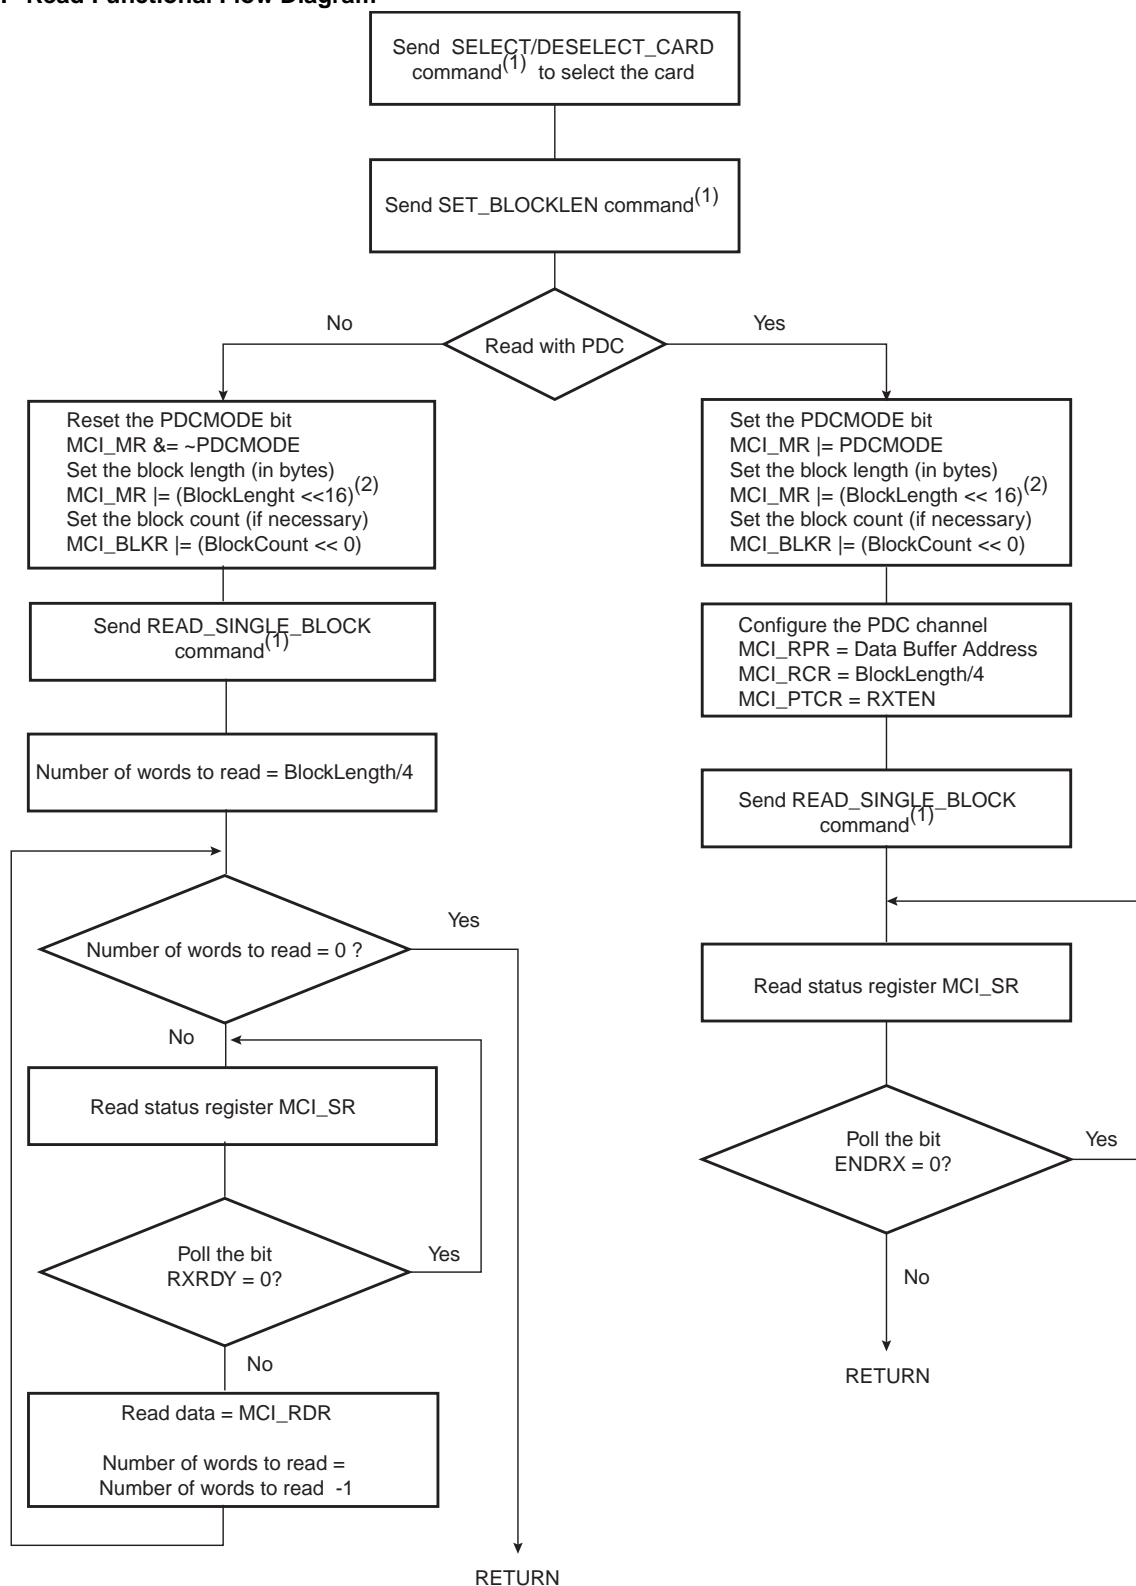 Read Functional Flow Diagram
Send SELECT/DESELECT_CARD
command(1) to select the card
Send SET_BLOCKLEN command(1)
No
Yes
Read with PDC
Reset the PDCMODE bit
MCI_MR &= ~PDCMODE
Set the block length (in bytes)
MCI_MR |= (BlockLenght <<16)(2)
Set the block count (if necessary)
MCI_BLKR |= (BlockCount << 0)
Send READ_SINGLE_BLOCK
command(1)
Number of words to read = BlockLength/4
Number of words to read = 0 ?
Yes
No
Read status register MCI_SR
Poll the bit
RXRDY = 0?
Yes
No
Read data = MCI_RDR
Number of words to read =
Number of words to read -1
RETURN
Set the PDCMODE bit
MCI_MR |= PDCMODE
Set the block length (in bytes)
MCI_MR |= (BlockLength << 16)(2)
Set the block count (if necessary)
MCI_BLKR |= (BlockCount << 0)
Configure the PDC channel
MCI_RPR = Data Buffer Address
MCI_RCR = BlockLength/4
MCI_PTCR = RXTEN
Send READ_SINGLE_BLOCK
command(1)
Read status register MCI_SR
Poll the bit
ENDRX = 0?
Yes
No
RETURN